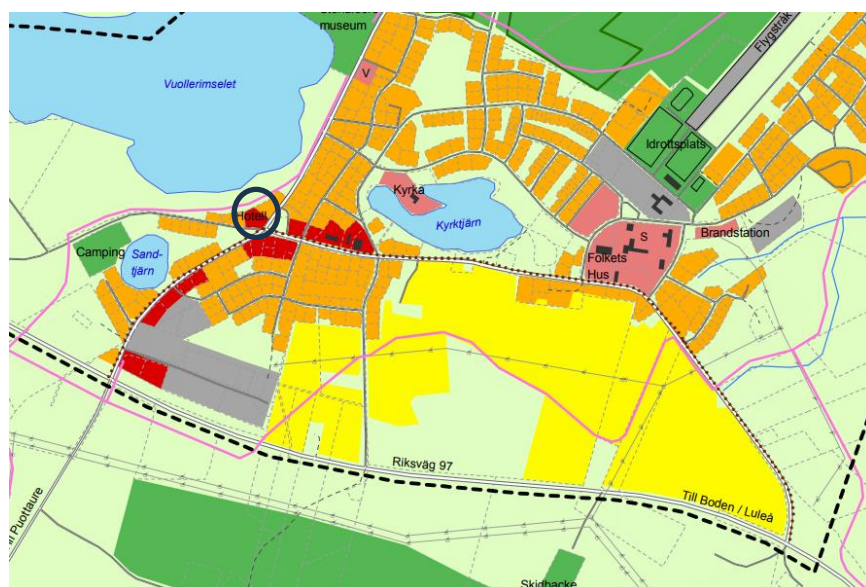 museum
Flygstråk
V
Vuollerimselet
Idrottsplats
Kyrka
Hotell
Kyrktjärn
S
Brandstation
Camping
Sand-
tjärn
Folkets
Hus
Riksväg 97
Till Boden / Luleå
Puottaure
Skidbacke